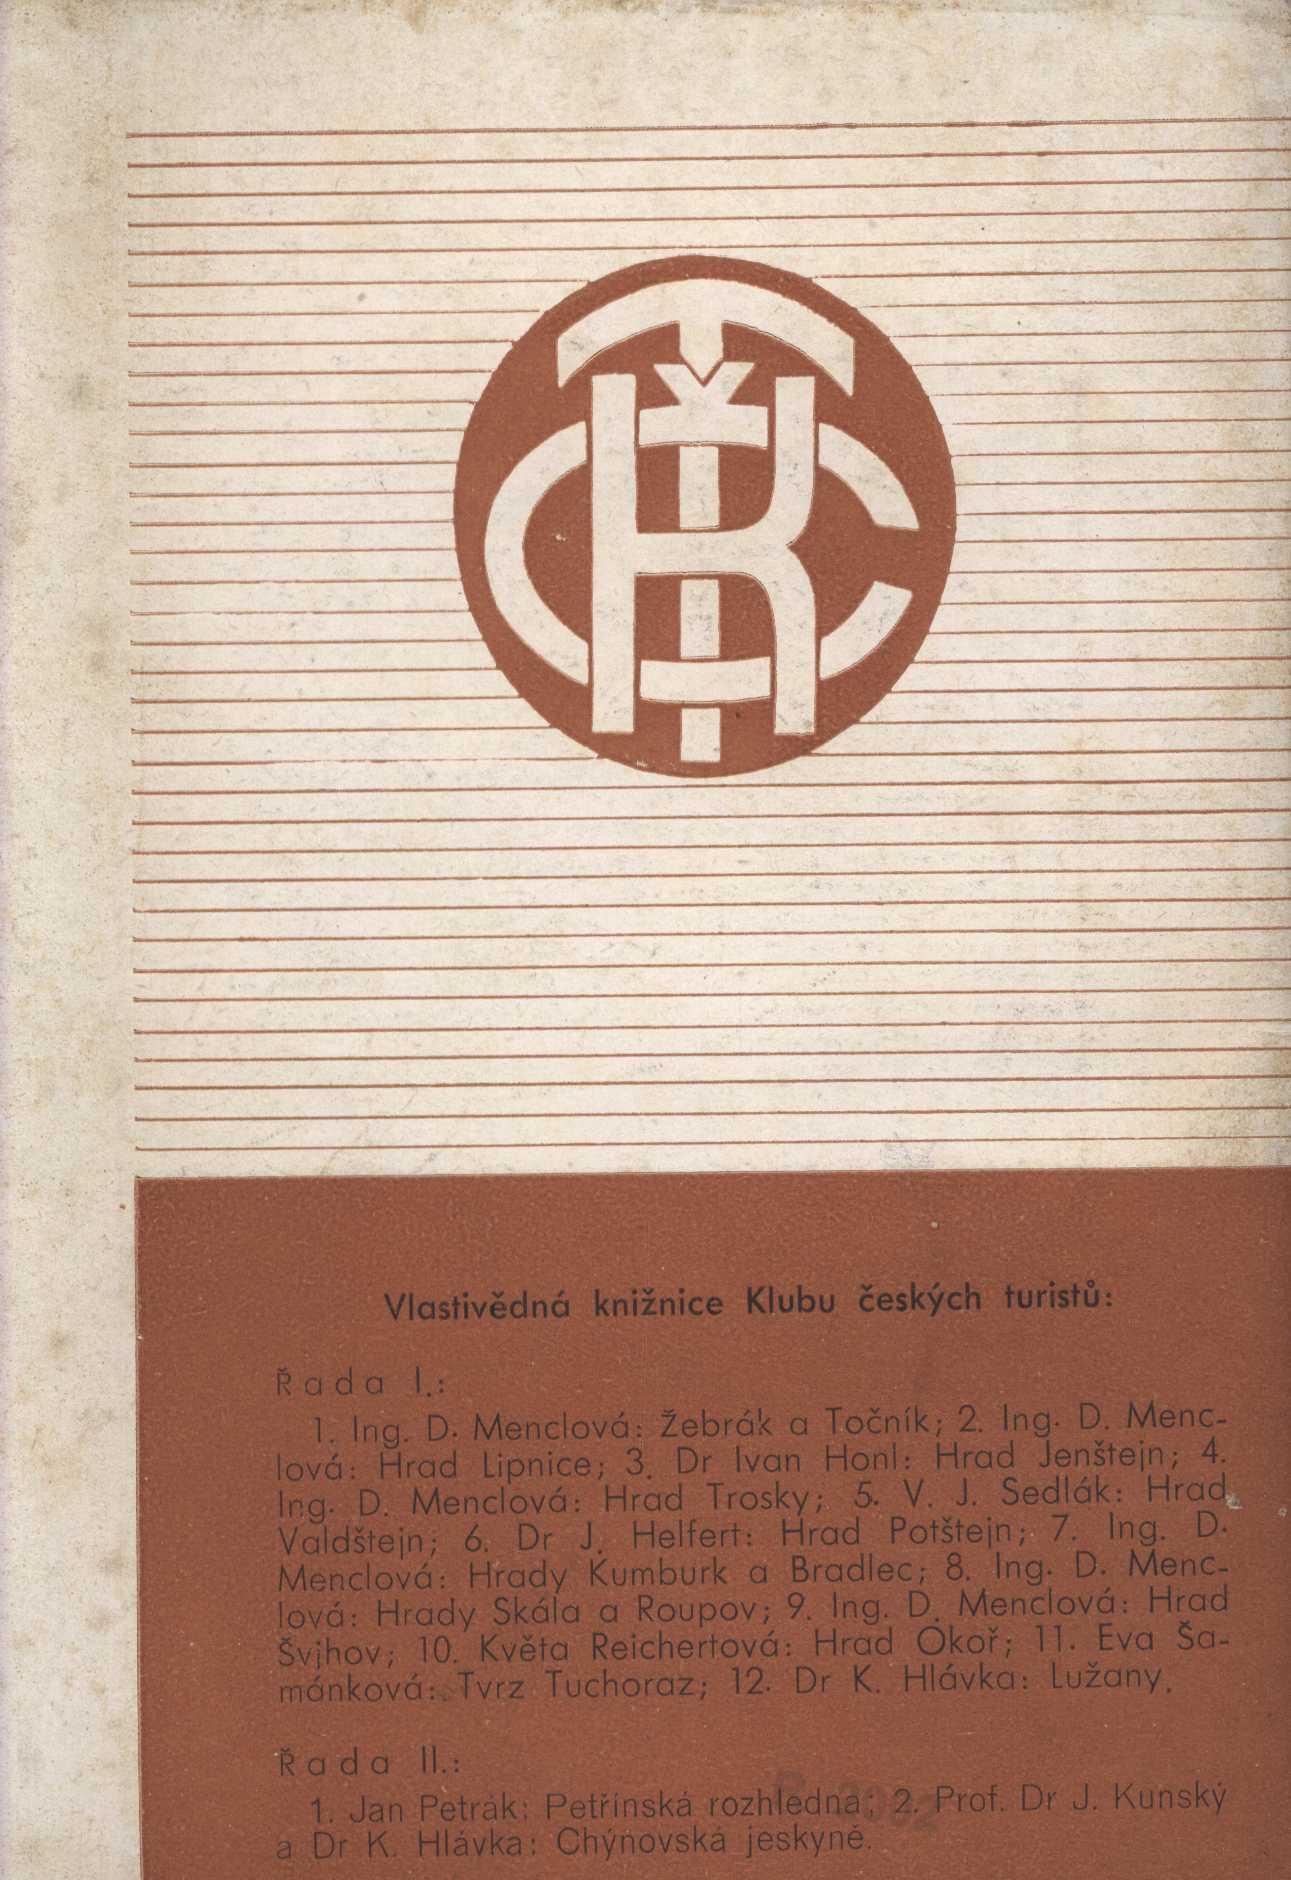 KČT
Vlastivědná knižnice Klubu českých turistů:
Řada I.:
1. Ing. D. Menclová: Žebrák a Točník; 2. Ing. D. Menc-
lová: Hrad Lipnice; 3. Dr Ivan Honl: Hrad Jenštejn; 4.
Ing. D. Menclová: Hrad Trosky; 5. V. J. Sedlák: Hrad
Valdštejn; 6. Dr J. Helfert: Hrad Potštejn; 7. Ing. D.
Menclová: Hrady Kumburk a Bradlec; 8. Ing. D. Menc-
lová: Hrady Skála a Roupov; 9. Ing. D. Menclová: Hrad
Švihov; 10. Květa Reichertová: Hrad Okoř; 11. Eva Ša-
mánková: Tvrz Tuchoraz; 12. Dr K. Hlávka: Lužany.
Řada II.:
1. Jan Petrák: Petřínská rozhledna; 2. Prof. Dr J. Kunský
a Dr K. Hlávka: Chýnovská jeskyně.